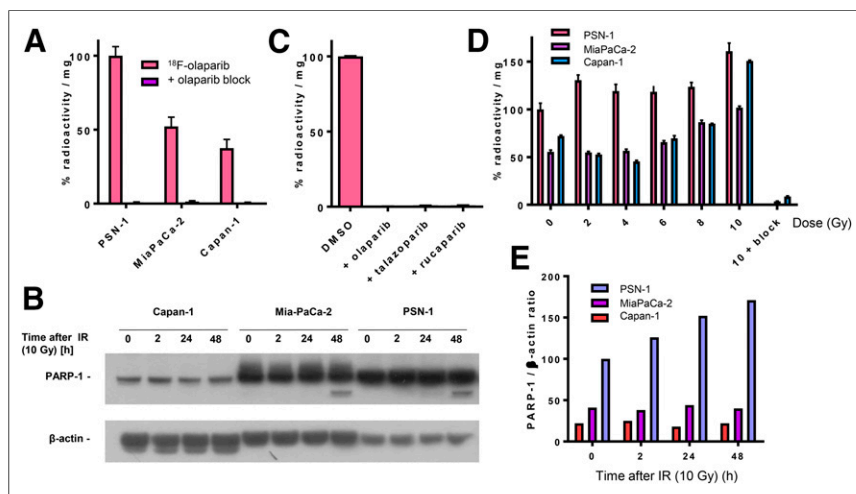 A
% radioactivity / mg
100
50
0
18F-olaparib
+ olaparib block
PSN-1
MiaPaCa-2
Capan-1
C
% radioactivity / mg
100
50
0
DMSO
+ olaparib
+ talazoparib
+ rucaparib
D
% radioactivity / mg
200
150
100
50
0
PSN-1
MiaPaCa-2
Capan-1
0
2
4
6
8
10
10 + block
Dose (Gy)
B
Capan-1 Mia-PaCa-2 PSN-1
Time after IR
(10 Gy) [h]
0 2 24 48 0 2 24 48 0 2 24 48
PARP-1 -
β-actin -
E
PARP-1 / β-actin ratio
200
150
100
50
0
PSN-1
MiaPaCa-2
Capan-1
0
2
24
48
Time after IR (10 Gy) (h)